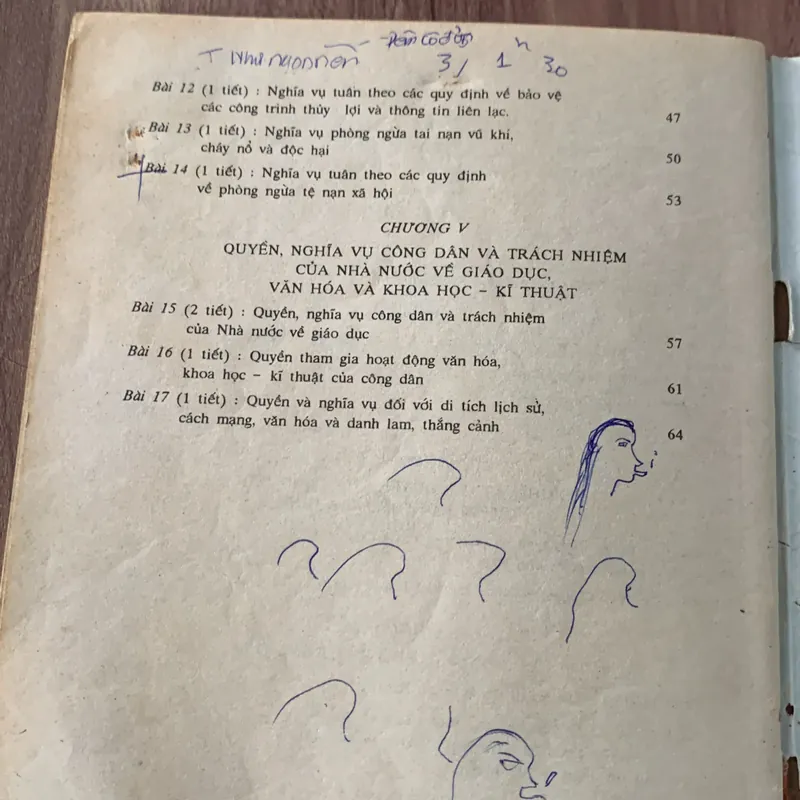 T Như ngọn nến
3/ 1 h 30
Bài 12 (1 tiết) : Nghĩa vụ tuân theo các quy định về bảo vệ
các công trình thủy lợi và thông tin liên lạc. 47
Bài 13 (1 tiết) : Nghĩa vụ phòng ngừa tai nạn vũ khí,
cháy nổ và độc hại 50
Bài 14 (1 tiết) : Nghĩa vụ tuân theo các quy định
về phòng ngừa tệ nạn xã hội 53
CHƯƠNG V
QUYỀN, NGHĨA VỤ CÔNG DÂN VÀ TRÁCH NHIỆM
CỦA NHÀ NƯỚC VỀ GIÁO DỤC,
VĂN HÓA VÀ KHOA HỌC – KĨ THUẬT
Bài 15 (2 tiết) : Quyền, nghĩa vụ công dân và trách nhiệm
của Nhà nước về giáo dục 57
Bài 16 (1 tiết) : Quyền tham gia hoạt động văn hóa,
khoa học – kĩ thuật của công dân 61
Bài 17 (1 tiết) : Quyền và nghĩa vụ đối với di tích lịch sử,
cách mạng, văn hóa và danh lam, thắng cảnh 64